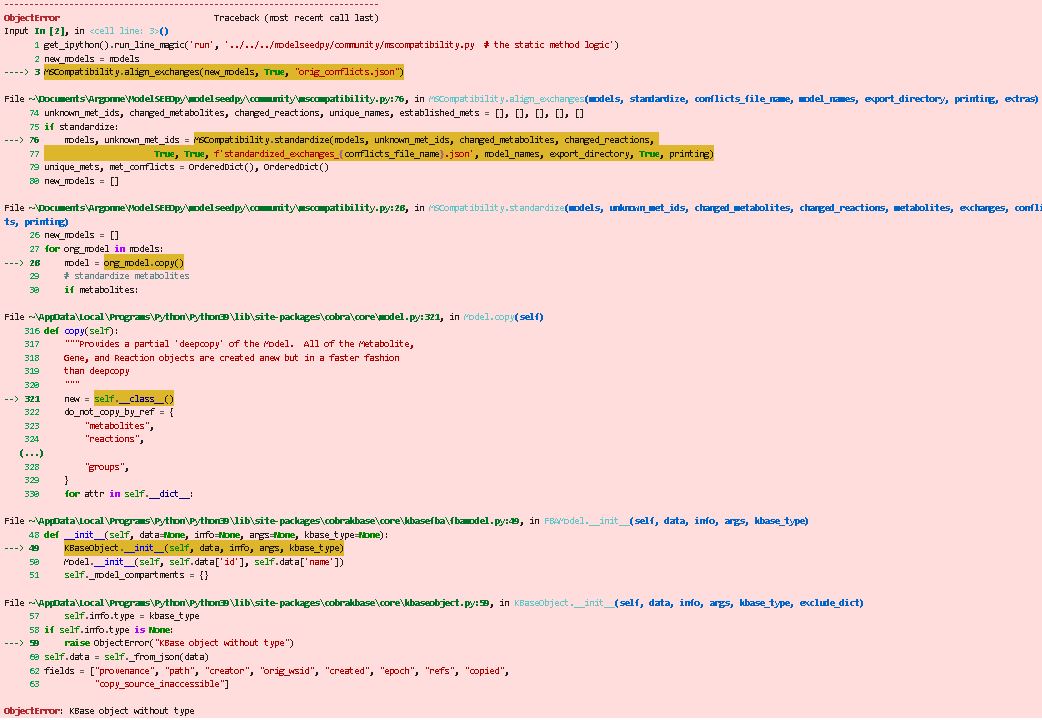 ---------------------------------------------------------------------------
ObjectError                               Traceback (most recent call last)
Input In [2], in <cell line: 3>()
      1 get_ipython().run_line_magic('run', '../../../modelseedpy/community/mscompatibility.py  # the static method logic')
      2 new_models = models
----> 3 MSCompatibility.align_exchanges(new_models, True, "orig_conflicts.json")
File ~\Documents\Argonne\ModelSEEDpy\modelseedpy\community\mscompatibility.py:76, in MSCompatibility.align_exchanges(models, standardize, conflicts_file_name, model_names, export_directory, printing, extras)
     74 unknown_met_ids, changed_metabolites, changed_reactions, unique_names, established_mets = [], [], [], [], []
     75 if standardize:
---> 76     models, unknown_met_ids = MSCompatibility.standardize(models, unknown_met_ids, changed_metabolites, changed_reactions,
     77                      True, True, f'standardized_exchanges_{conflicts_file_name}.json', model_names, export_directory, True, printing)
     79 unique_mets, met_conflicts = OrderedDict(), OrderedDict()
     80 new_models = []
File ~\Documents\Argonne\ModelSEEDpy\modelseedpy\community\mscompatibility.py:28, in MSCompatibility.standardize(models, unknown_met_ids, changed_metabolites, changed_reactions, metabolites, exchanges, confli
ts, printing)
     26 new_models = []
     27 for org_model in models:
---> 28     model = org_model.copy()
     29     # standardize metabolites
     30     if metabolites:
File ~\AppData\Local\Programs\Python\Python39\lib\site-packages\cobra\core\model.py:321, in Model.copy(self)
    316 def copy(self):
    317     """Provides a partial 'deepcopy' of the Model.  All of the Metabolite,
    318     Gene, and Reaction objects are created anew but in a faster fashion
    319     than deepcopy
    320     """
--> 321     new = self.__class__()
    322     do_not_copy_by_ref = {
    323         "metabolites",
    324         "reactions",
   (...)
    328         "groups",
    329     }
    330     for attr in self.__dict__:
File ~\AppData\Local\Programs\Python\Python39\lib\site-packages\cobrakbase\core\kbasefba\fbamodel.py:49, in FBAModel.__init__(self, data, info, args, kbase_type)
     48 def __init__(self, data=None, info=None, args=None, kbase_type=None):
---> 49     KBaseObject.__init__(self, data, info, args, kbase_type)
     50     Model.__init__(self, self.data['id'], self.data['name'])
     51     self._model_compartments = {}
File ~\AppData\Local\Programs\Python\Python39\lib\site-packages\cobrakbase\core\kbaseobject.py:59, in KBaseObject.__init__(self, data, info, args, kbase_type, exclude_dict)
     57     self.info.type = kbase_type
     58 if self.info.type is None:
---> 59     raise ObjectError("KBase object without type")
     60 self.data = self._from_json(data)
     62 fields = ["provenance", "path", "creator", "orig_wsid", "created", "epoch", "refs", "copied",
     63           "copy_source_inaccessible"]
ObjectError: KBase object without type